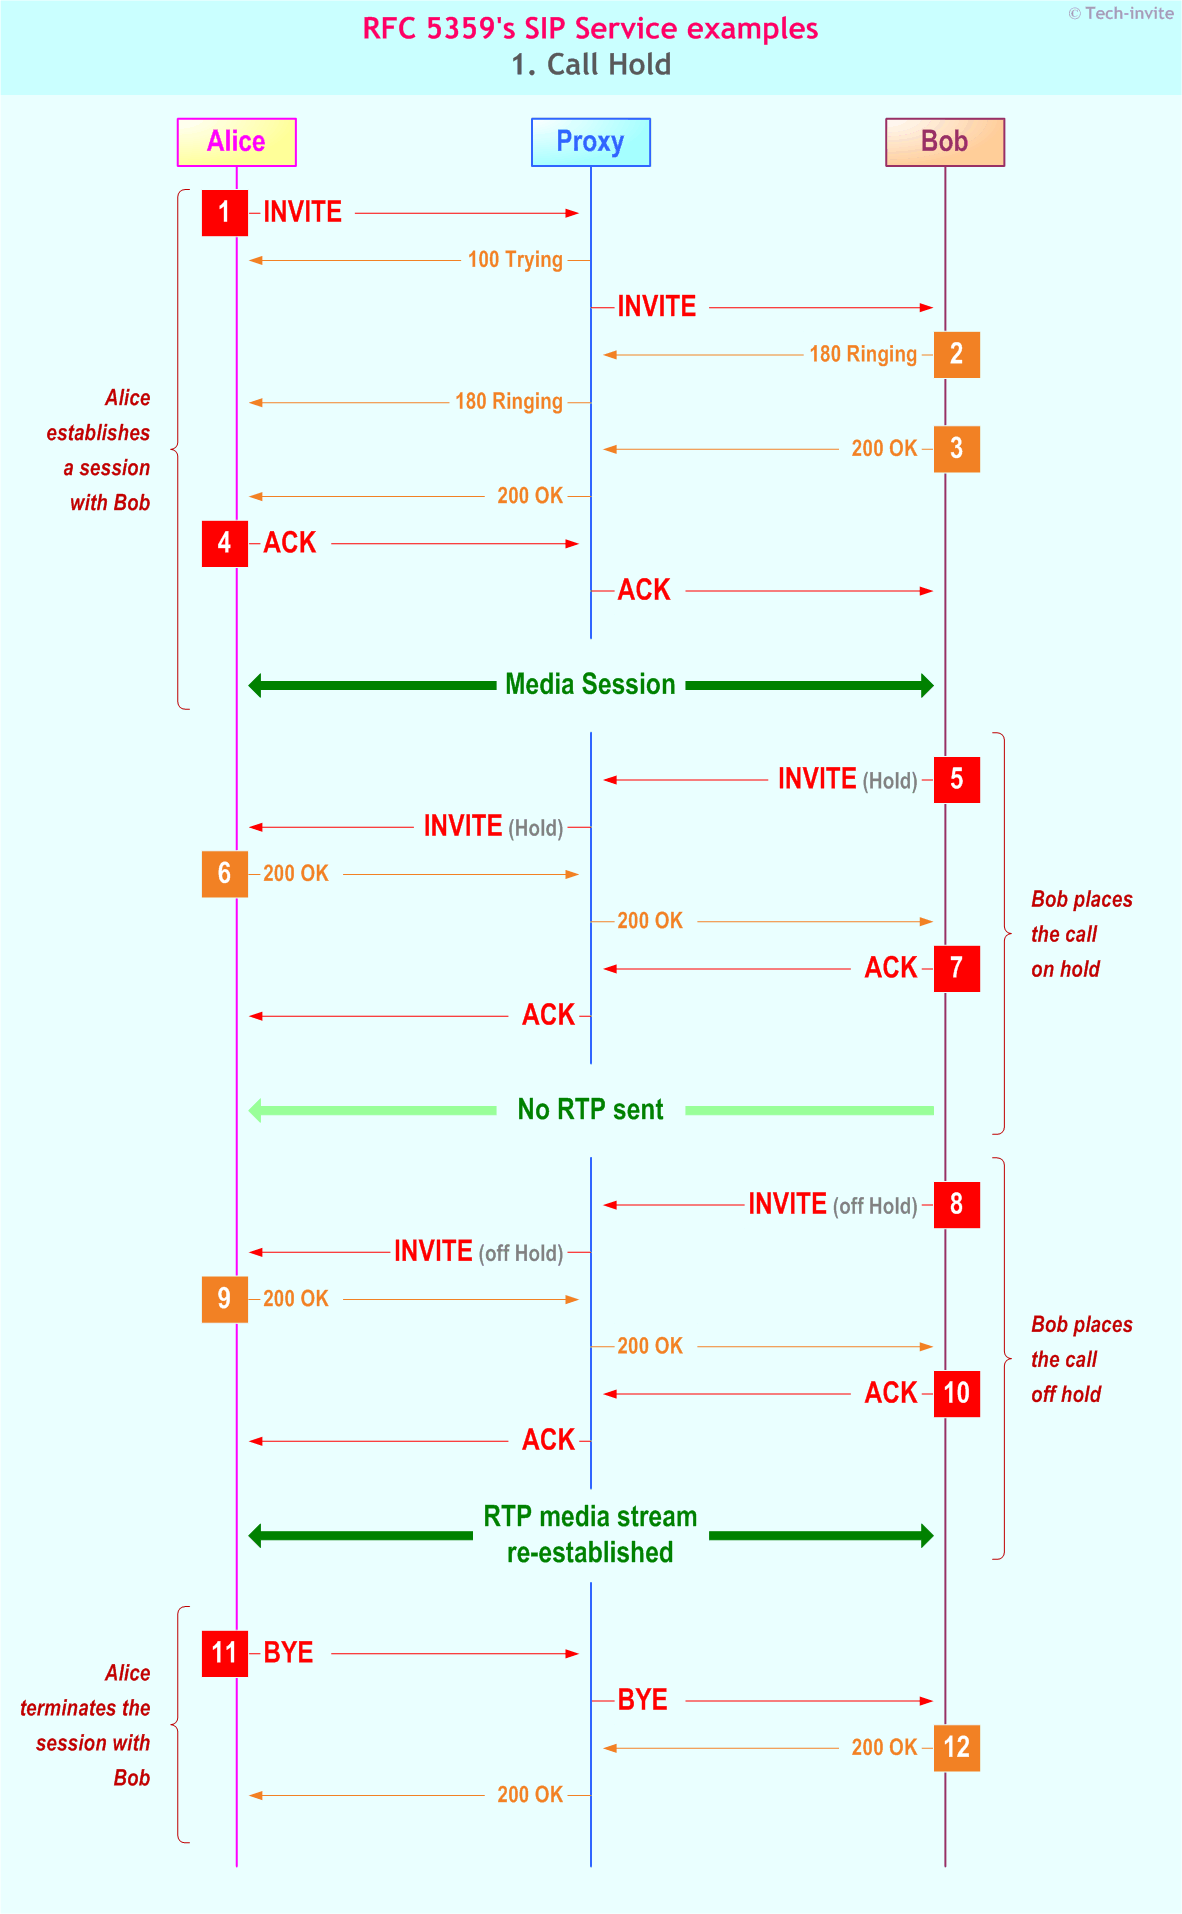 © Tech-invite
RFC 5359's SIP Service examples
1. Call Hold
Alice
Proxy
Bob
1 INVITE
100 Trying
INVITE
180 Ringing 2
180 Ringing
200 OK 3
200 OK
4 ACK
ACK
Alice
establishes
a session
with Bob
Media Session
INVITE (Hold) 5
INVITE (Hold)
6 200 OK
200 OK
ACK 7
ACK
Bob places
the call
on hold
No RTP sent
INVITE (off Hold) 8
INVITE (off Hold)
9 200 OK
200 OK
ACK 10
ACK
Bob places
the call
off hold
RTP media stream
re-established
11 BYE
BYE
200 OK 12
200 OK
Alice
terminates the
session with
Bob